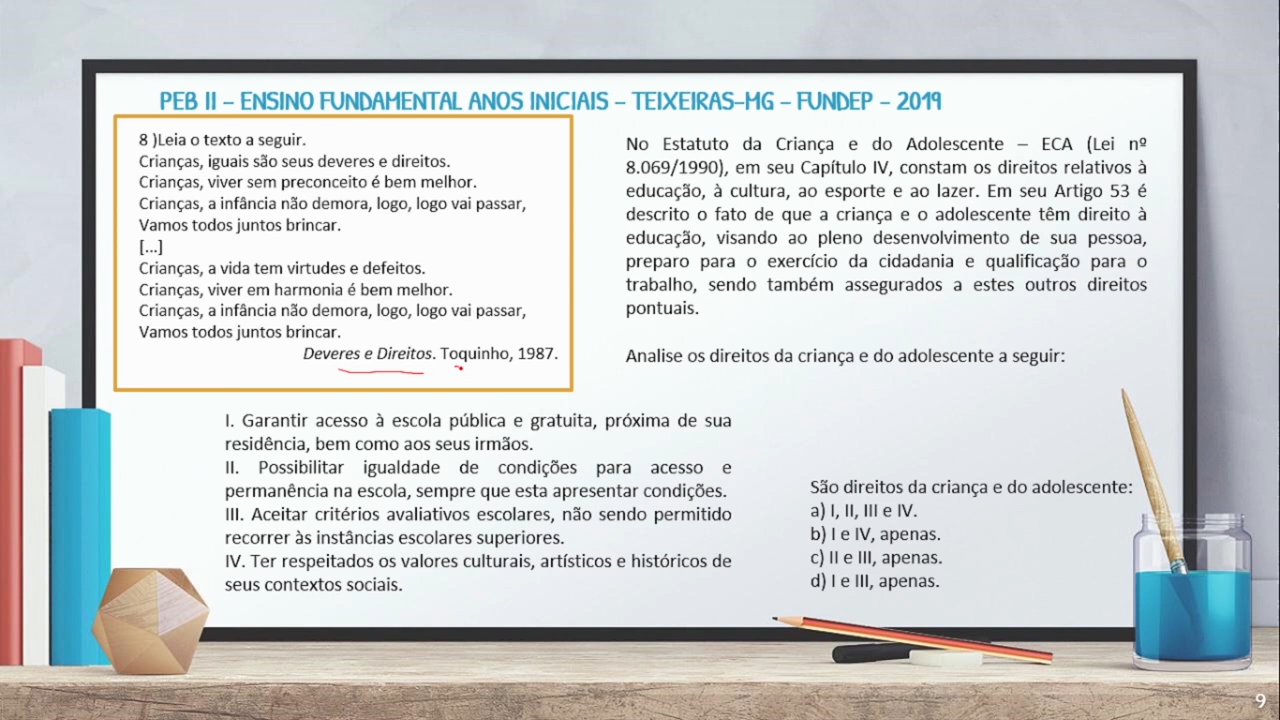 PEB II – ENSINO FUNDAMENTAL ANOS INICIAIS – TEIXEIRAS-MG – FUNDEP – 2019
8 )Leia o texto a seguir.
Crianças, iguais são seus deveres e direitos.
Crianças, viver sem preconceito é bem melhor.
Crianças, a infância não demora, logo, logo vai passar,
Vamos todos juntos brincar.
[...]
Crianças, a vida tem virtudes e defeitos.
Crianças, viver em harmonia é bem melhor.
Crianças, a infância não demora, logo, logo vai passar,
Vamos todos juntos brincar.
Deveres e Direitos. Toquinho, 1987.
No Estatuto da Criança e do Adolescente – ECA (Lei nº
8.069/1990), em seu Capítulo IV, constam os direitos relativos à
educação, à cultura, ao esporte e ao lazer. Em seu Artigo 53 é
descrito o fato de que a criança e o adolescente têm direito à
educação, visando ao pleno desenvolvimento de sua pessoa,
preparo para o exercício da cidadania e qualificação para o
trabalho, sendo também assegurados a estes outros direitos
pontuais.
Analise os direitos da criança e do adolescente a seguir:
I. Garantir acesso à escola pública e gratuita, próxima de sua
residência, bem como aos seus irmãos.
II. Possibilitar igualdade de condições para acesso e
permanência na escola, sempre que esta apresentar condições.
III. Aceitar critérios avaliativos escolares, não sendo permitido
recorrer às instâncias escolares superiores.
IV. Ter respeitados os valores culturais, artísticos e históricos de
seus contextos sociais.
São direitos da criança e do adolescente:
a) I, II, III e IV.
b) I e IV, apenas.
c) II e III, apenas.
d) I e III, apenas.
9